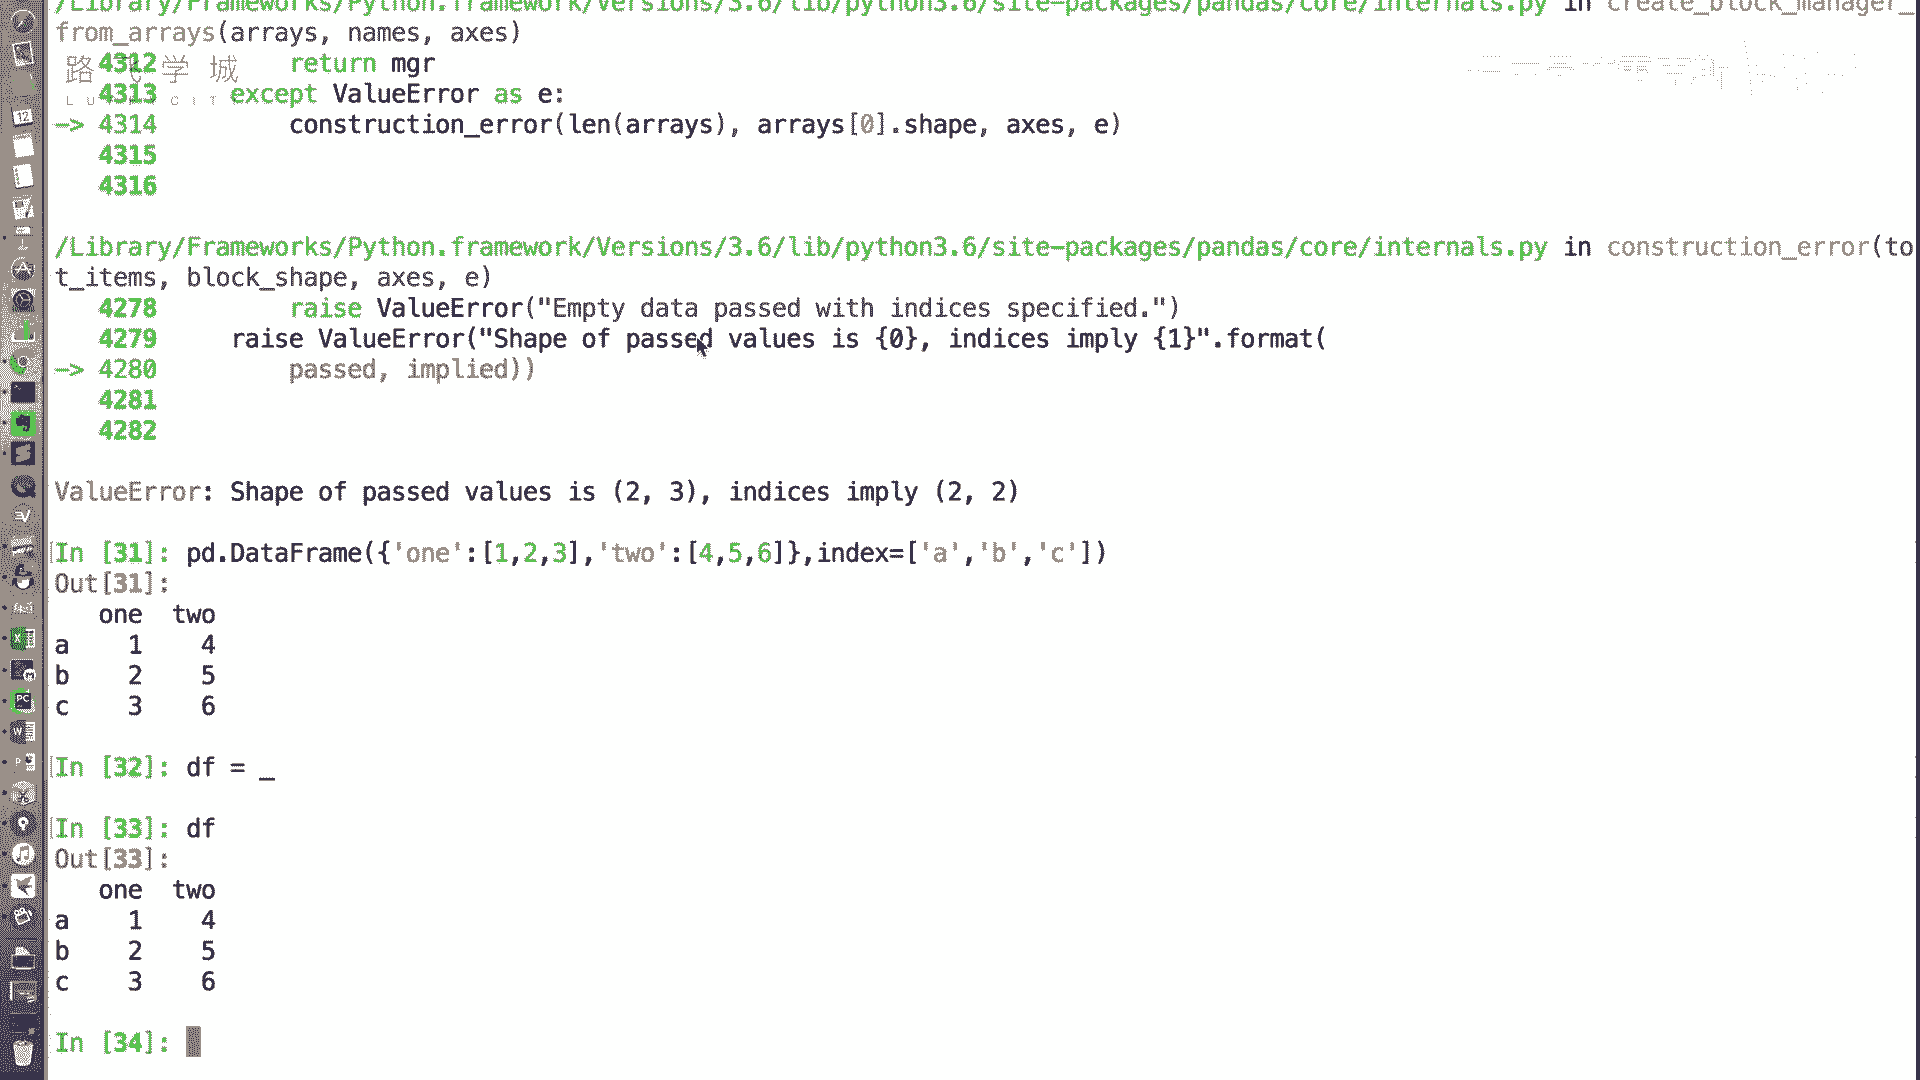 /Library/Frameworks/Python.framework/Versions/3.6/lib/python3.6/site-packages/pandas/core/internals.py in create_block_manager_
from_arrays(arrays, names, axes)
4312 return mgr
路 学 城
4313 except ValueError as e:
-> 4314 construction_error(len(arrays), arrays[0].shape, axes, e)
4315
4316
/Library/Frameworks/Python.framework/Versions/3.6/lib/python3.6/site-packages/pandas/core/internals.py in construction_error(to
t_items, block_shape, axes, e)
4278 raise ValueError("Empty data passed with indices specified.")
4279 raise ValueError("Shape of passed values is {0}, indices imply {1}".format(
-> 4280 passed, implied))
4281
4282
ValueError: Shape of passed values is (2, 3), indices imply (2, 2)
In [31]: pd.DataFrame({'one':[1,2,3],'two':[4,5,6]},index=['a','b','c'])
Out[31]:
one two
a 1 4
b 2 5
c 3 6
In [32]: df = _
In [33]: df
Out[33]:
one two
a 1 4
b 2 5
c 3 6
In [34]: